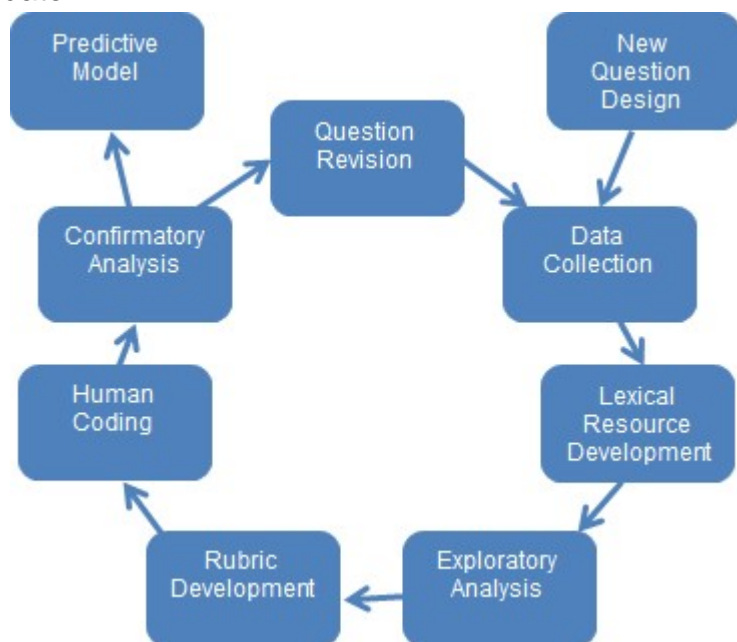 Predictive
Model
New
Question
Design
Question
Revision
Confirmatory
Analysis
Data
Collection
Human
Coding
Lexical
Resource
Development
Rubric
Development
Exploratory
Analysis